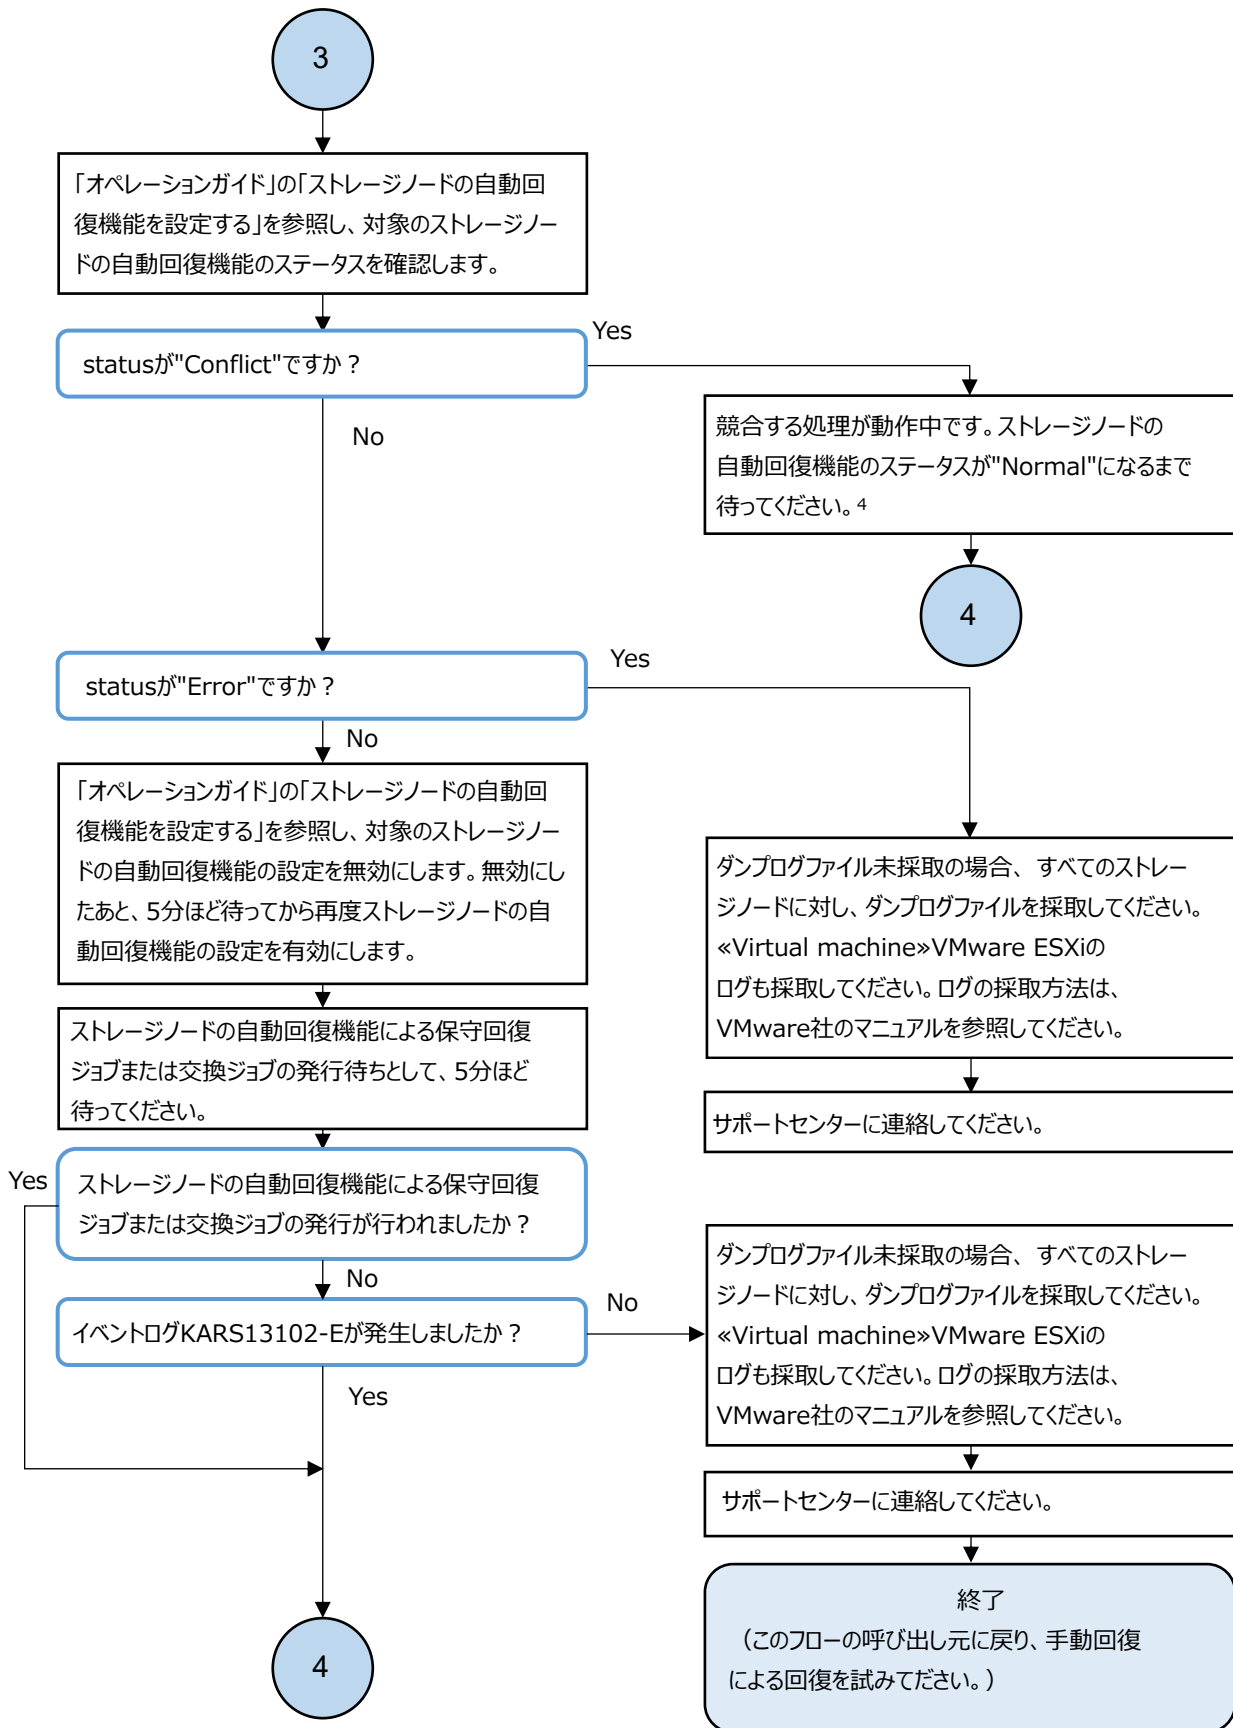 3
「オペレーションガイド」の「ストレージノードの自動回
復機能を設定する」を参照し、対象のストレージノー
ドの自動回復機能のステータスを確認します。
statusが"Conflict"ですか？
Yes
No
競合する処理が動作中です。ストレージノードの
自動回復機能のステータスが"Normal"になるまで
待ってください。4
4
statusが"Error"ですか？
Yes
No
「オペレーションガイド」の「ストレージノードの自動回
復機能を設定する」を参照し、対象のストレージノー
ドの自動回復機能の設定を無効にします。無効にし
たあと、5分ほど待ってから再度ストレージノードの自
動回復機能の設定を有効にします。
ダンプログファイル未採取の場合、すべてのストレー
ジノードに対し、ダンプログファイルを採取してください。
«Virtual machine»VMware ESXiの
ログも採取してください。ログの採取方法は、
VMware社のマニュアルを参照してください。
サポートセンターに連絡してください。
ストレージノードの自動回復機能による保守回復
ジョブまたは交換ジョブの発行待ちとして、5分ほど
待ってください。
Yes
ストレージノードの自動回復機能による保守回復
ジョブまたは交換ジョブの発行が行われましたか？
No
イベントログKARS13102-Eが発生しましたか？
No
Yes
ダンプログファイル未採取の場合、すべてのストレー
ジノードに対し、ダンプログファイルを採取してください。
«Virtual machine»VMware ESXiの
ログも採取してください。ログの採取方法は、
VMware社のマニュアルを参照してください。
サポートセンターに連絡してください。
終了
（このフローの呼び出し元に戻り、手動回復
による回復を試みてださい。）
4